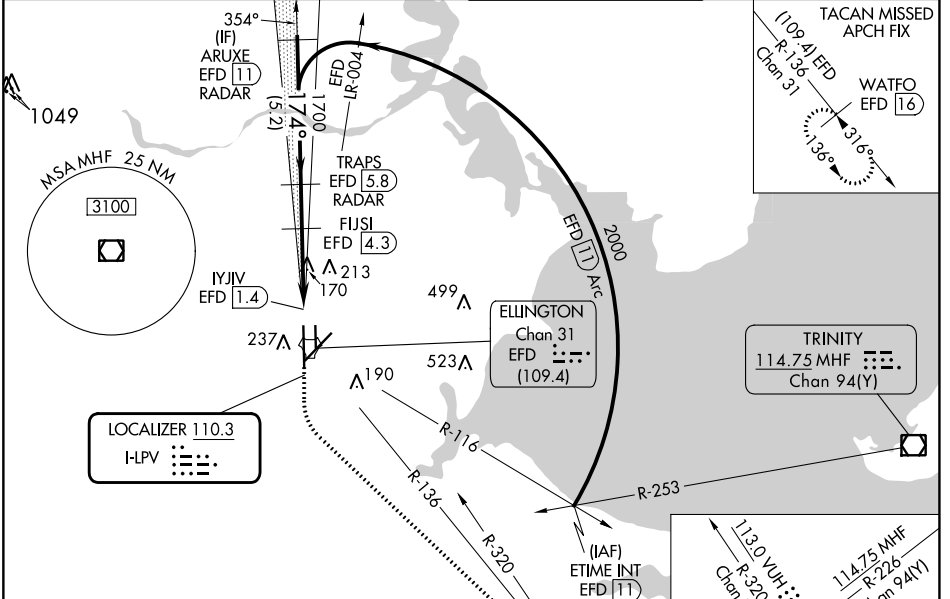 354°
(IF)
ARUXE
EFD 11
RADAR
1049
MSA MHF 25 NM
3100
174°
(5.2)
1700
EFD
LR-004
TRAPS
EFD 5.8
RADAR
FIJSI
EFD 4.3
213
170
IYJIV
EFD 1.4
237
499
523
190
EFD 11 Arc
2000
ELLINGTON
Chan 31
EFD
(109.4)
TRINITY
114.75 MHF
Chan 94(Y)
LOCALIZER 110.3
I-LPV
R-116
R-136
R-320
R-253
(IAF)
ETIME INT
EFD 11
TACAN MISSED
APCH FIX
(109.4) EFD
R-136
Chan 31
WATFO
EFD 16
136°
316°
113.0 VUH
R-320
Chan
114.75 MHF
R-226
an 94(Y)